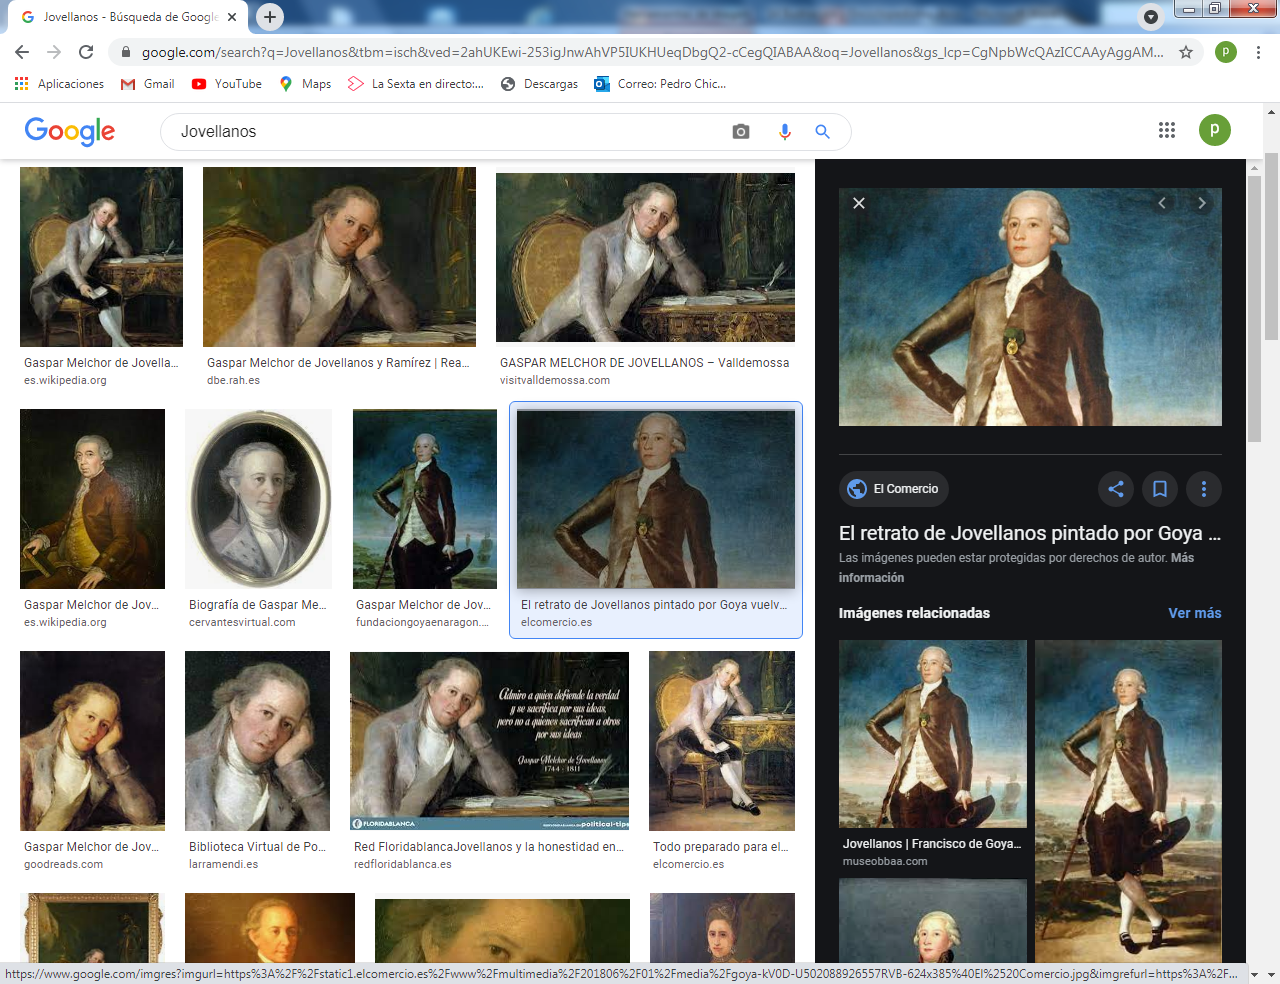 Jovellanos - Búsqueda de Google
google.com/search?q=Jovellanos&tbm=isch&ved=2ahUKEwi-253igJnwAhVP5IUKHUeqDbgQ2-cCegQIABAA&oq=Jovellanos&gs_lcp=CgNpbWcQAzICCAAyAggAM...
p
Aplicaciones
Gmail
YouTube
Maps
La Sexta en directo:...
Descargas
Correo: Pedro Chic...
Google
Jovellanos
p
Gaspar Melchor de Jovella...
es.wikipedia.org
Gaspar Melchor de Jovellanos y Ramírez | Rea...
dbe.rah.es
GASPAR MELCHOR DE JOVELLANOS – Valldemossa
visitvalldemossa.com
Gaspar Melchor de Jov...
es.wikipedia.org
Biografía de Gaspar Me...
cervantesvirtual.com
Gaspar Melchor de Jov...
fundaciongoyaenaragon....
El retrato de Jovellanos pintado por Goya vuelv...
elcomercio.es
Admiro a quien defiende la verdad
y se sacrifica por sus ideas,
pero no a quienes sacrifican a otros
por sus ideas
Gaspar Melchor de Jovellanos
1744 - 1811
FLORIDABLANCA
Gaspar Melchor de Jov...
goodreads.com
Biblioteca Virtual de Po...
larramendi.es
Red FloridablancaJovellanos y la honestidad en...
redfloridablanca.es
Todo preparado para el...
elcomercio.es
El Comercio
El retrato de Jovellanos pintado por Goya ...
Las imágenes pueden estar protegidas por derechos de autor. Más
información
Imágenes relacionadas
Ver más
Jovellanos | Francisco de Goya...
museobbaa.com
https://www.google.com/imgres?imgurl=https%3A%2F%2Fstatic1.elcomercio.es%2Fwww%2Fmultimedia%2F201806%2F01%2Fmedia%2Fgoya-kV0D-U502088926557RVB-624x385%40El%2520Comercio.jpg&imgrefurl=https%3A%2F...